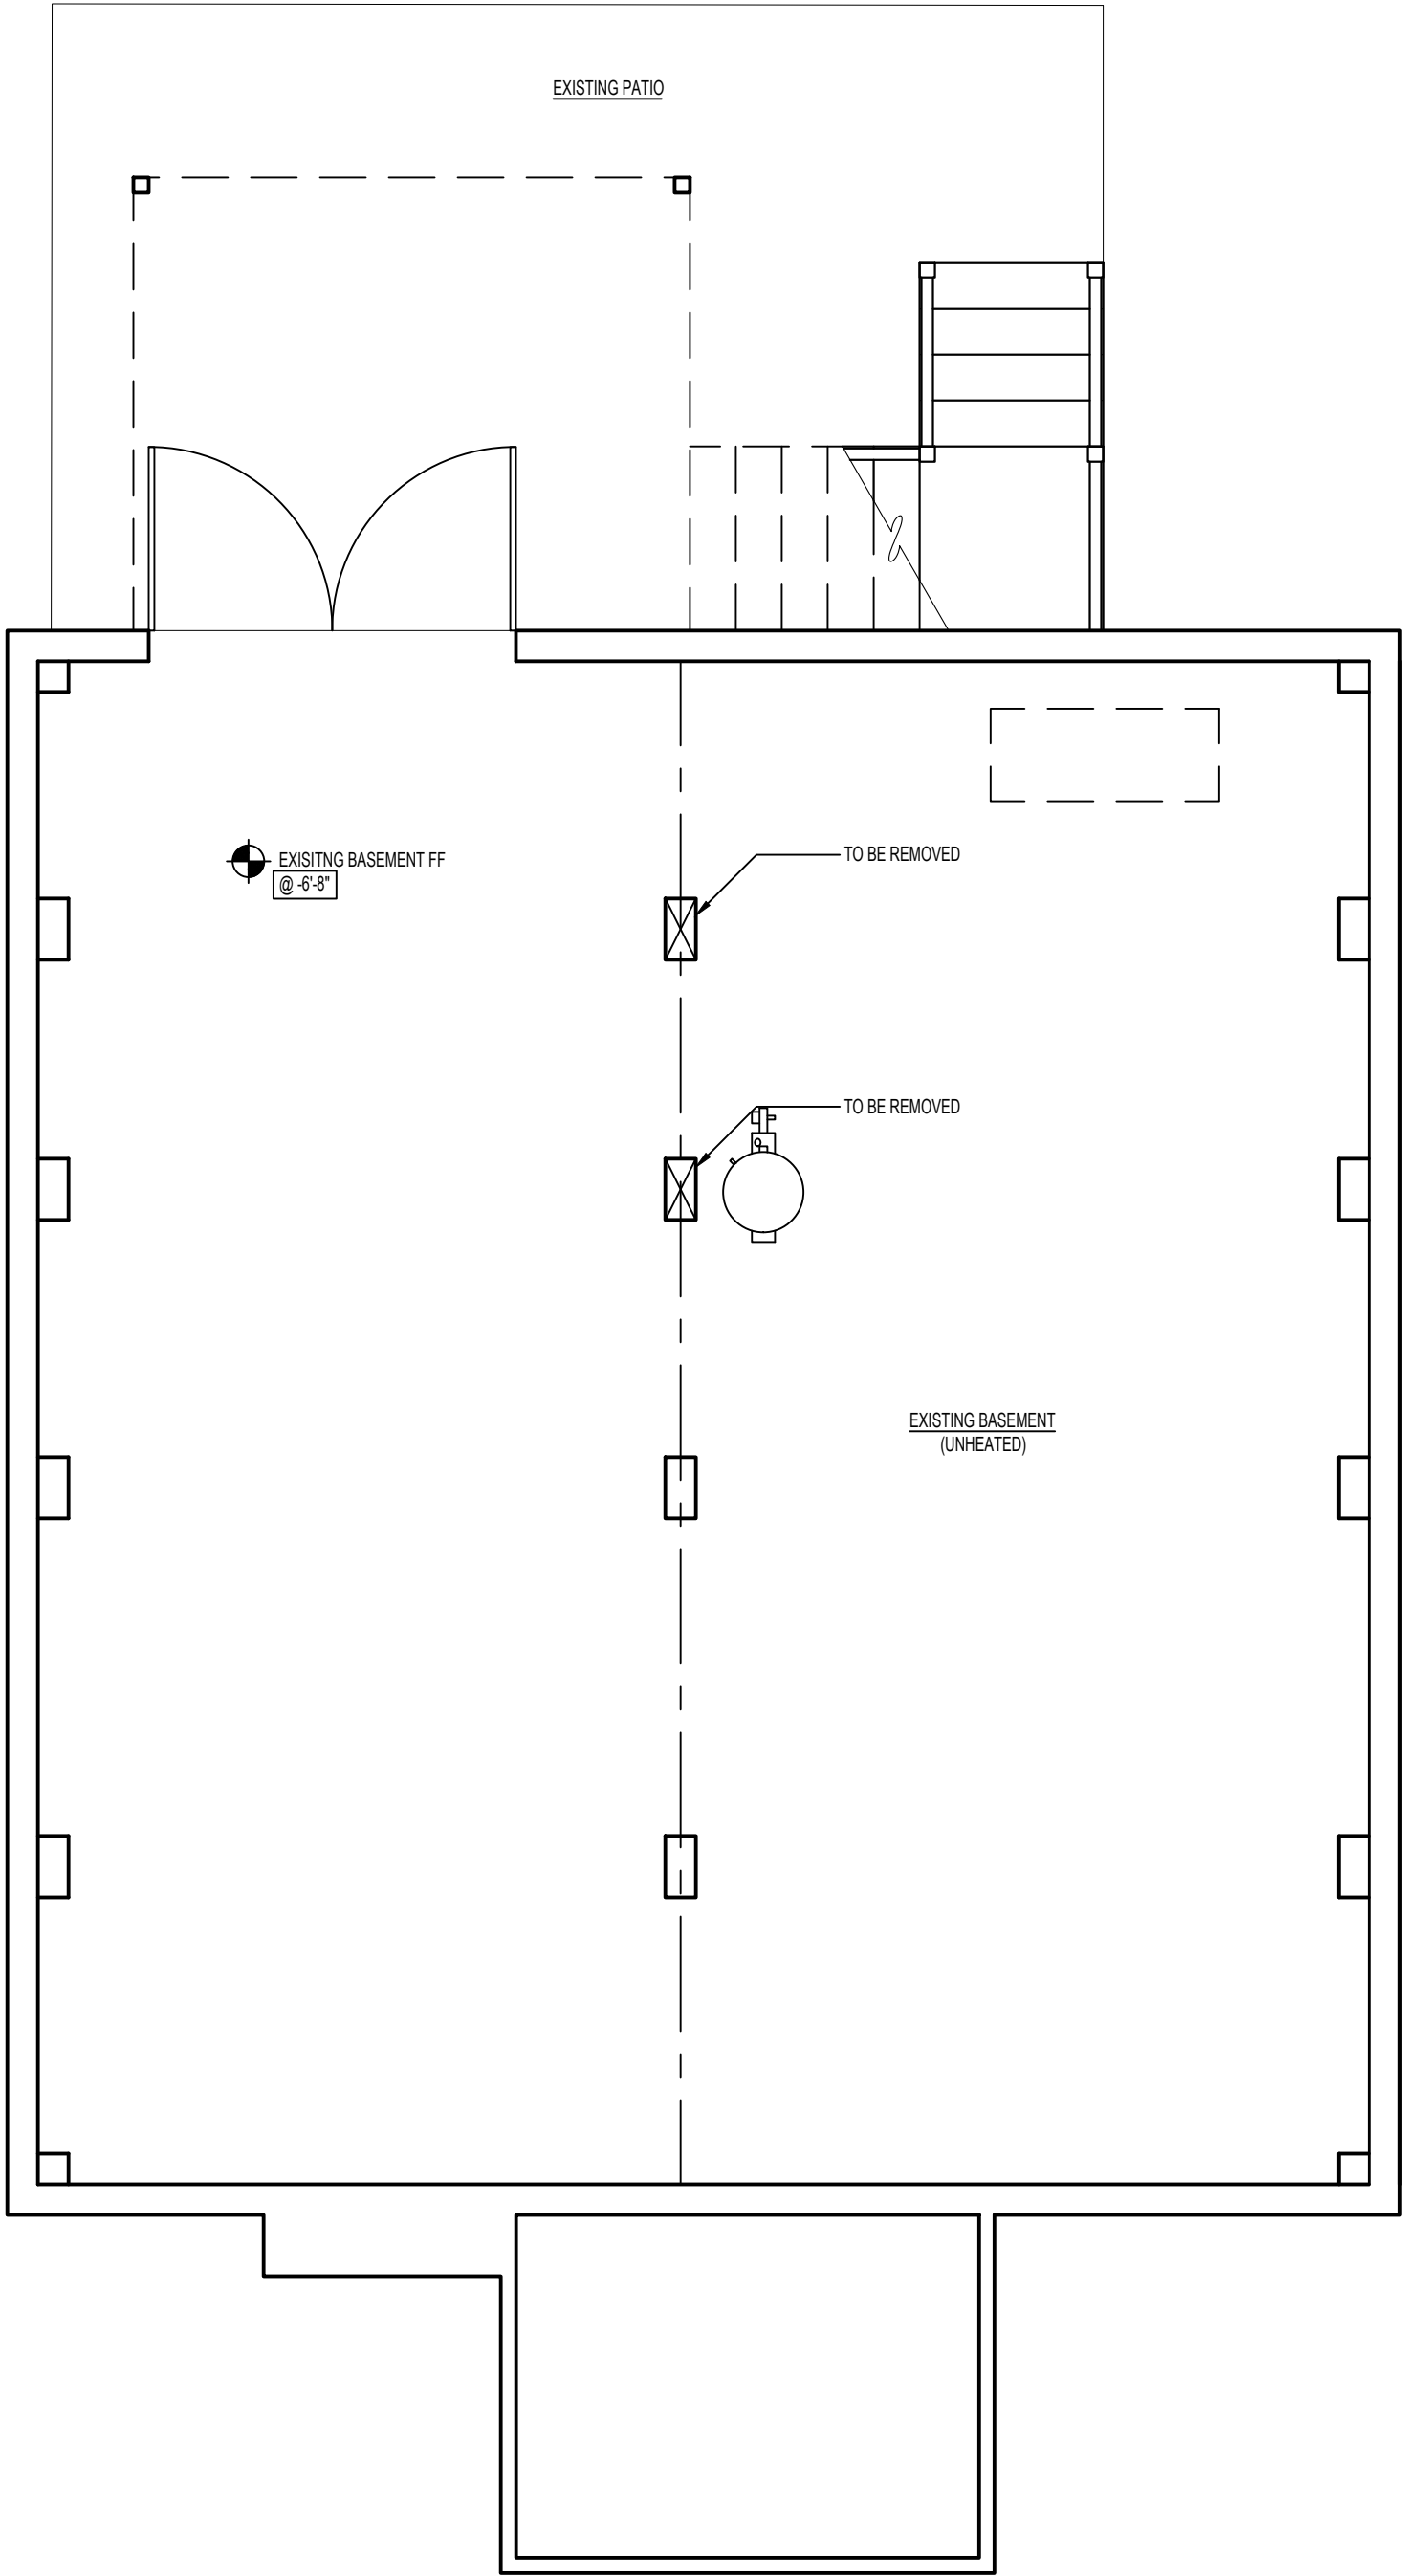 EXISTING PATIO
EXISITNG BASEMENT FF
@ -6'-8"
TO BE REMOVED
TO BE REMOVED
EXISTING BASEMENT
(UNHEATED)